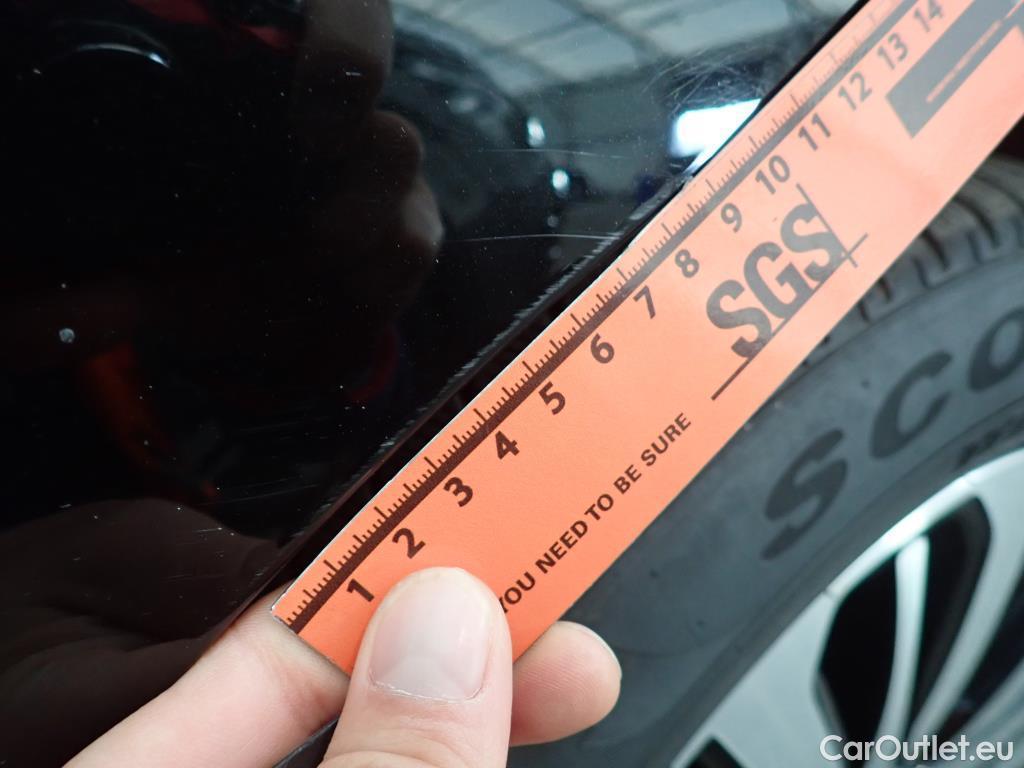 1 2 3 4 5 6 7 8 9 10 11 12 13 14
SGS
YOU NEED TO BE SURE
SCO
CarOutlet.eu